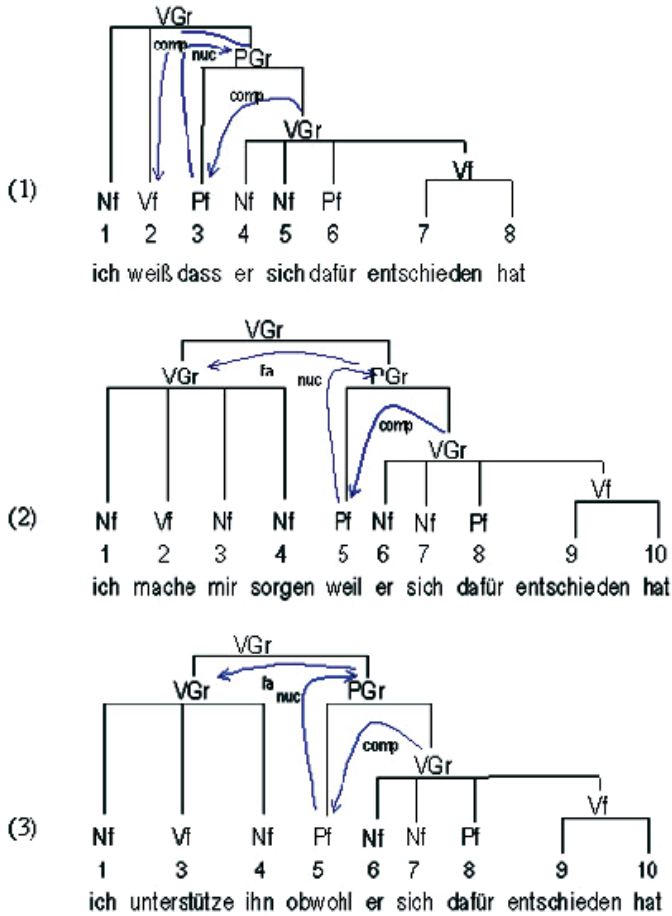 VGr
comp nuc PGr
comp
VGr
Vf
(1) Nf Vf Pf Nf Nf Pf
1 2 3 4 5 6 7 8
ich weiß dass er sich dafür entschieden hat
VGr
VGr fa nuc PGr
comp
VGr
Vf
(2) Nf Vf Nf Nf Pf Nf Nf Pf
1 2 3 4 5 6 7 8 9 10
ich mache mir sorgen weil er sich dafür entschieden hat
VGr
VGr fa nuc PGr
comp
VGr
Vf
(3) Nf Vf Nf Pf Nf Nf Pf
1 3 4 5 6 7 8 9 10
ich unterstütze ihn obwohl er sich dafür entschieden hat